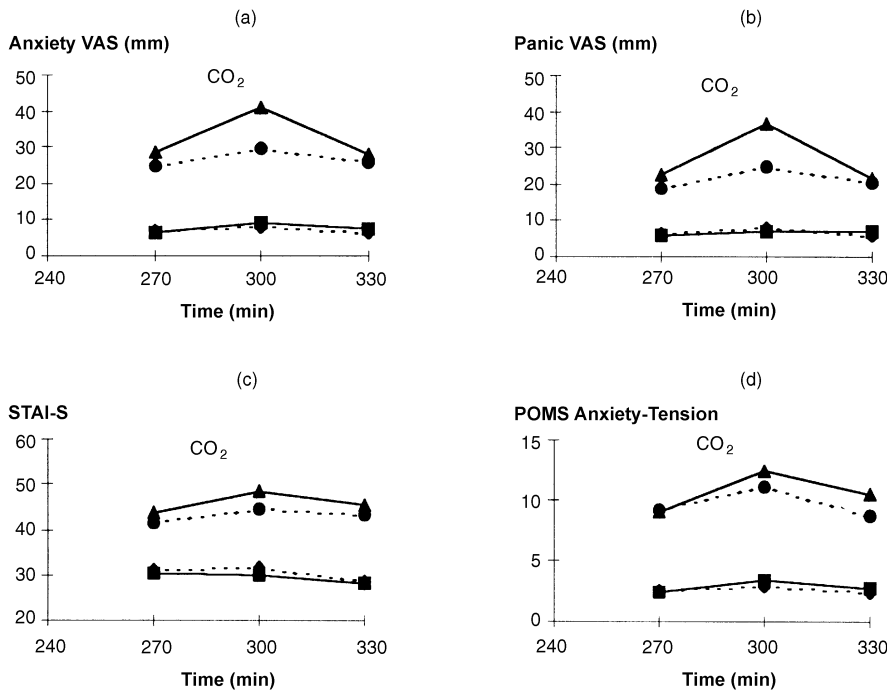 (a)
Anxiety VAS (mm)
CO2
50
40
30
20
10
0
240 270 300 330
Time (min)
(b)
Panic VAS (mm)
CO2
50
40
30
20
10
0
240 270 300 330
Time (min)
(c)
STAI-S
CO2
60
50
40
30
20
240 270 300 330
Time (min)
(d)
POMS Anxiety-Tension
CO2
15
10
5
0
240 270 300 330
Time (min)